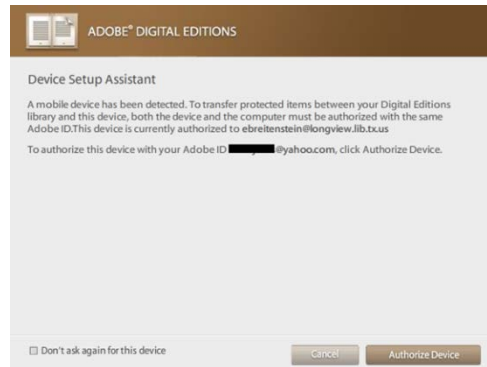 ADOBE® DIGITAL EDITIONS
Device Setup Assistant
A mobile device has been detected. To transfer protected items between your Digital Editions
library and this device, both the device and the computer must be authorized with the same
Adobe ID.This device is currently authorized to ebreitenstein@longview.lib.tx.us
To authorize this device with your Adobe ID @yahoo.com, click Authorize Device.
Don't ask again for this device
Cancel
Authorize Device